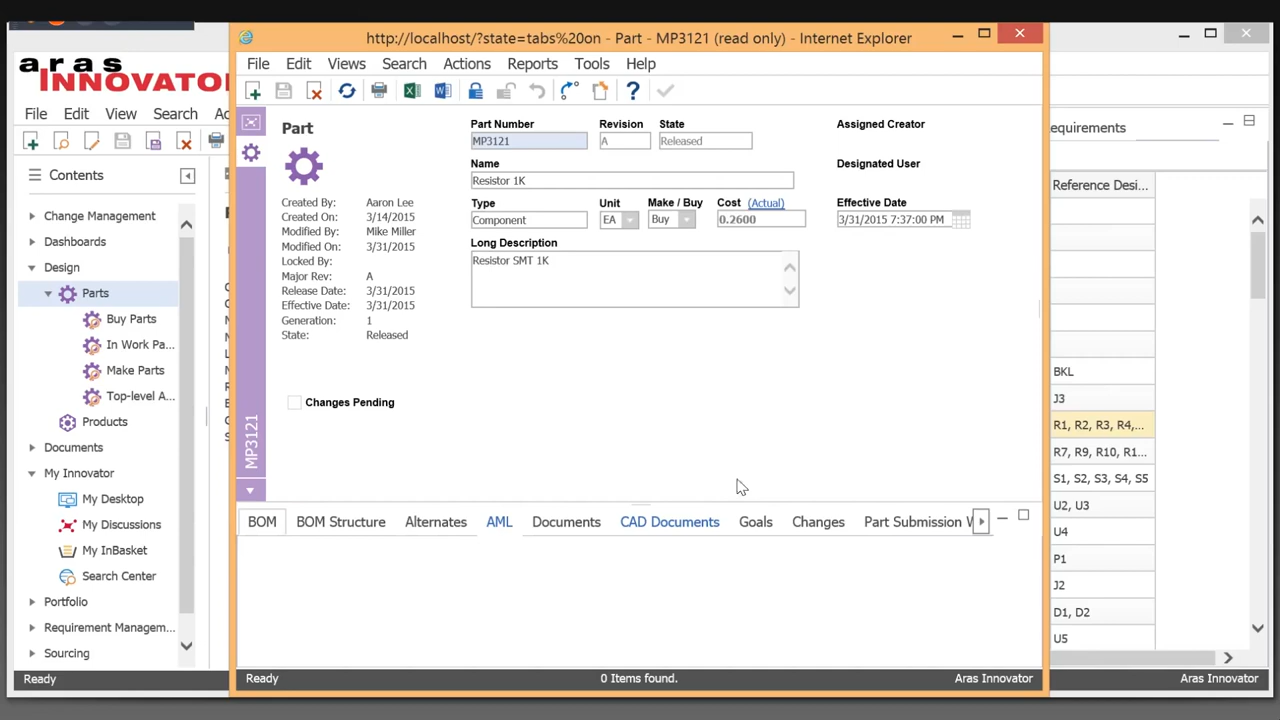 http://localhost/?state=tabs%20on - Part - MP3121 (read only) - Internet Explorer
aras
INNOVATOR
File Edit View Search
File Edit Views Search Actions Reports Tools Help
Contents
Change Management
Dashboards
Design
Parts
Buy Parts
In Work Pa...
Make Parts
Top-level A...
Products
Documents
My Innovator
My Desktop
My Discussions
My InBasket
Search Center
Portfolio
Requirement Managem...
Sourcing
Ready
MP3121
Part
Created By: Aaron Lee
Created On: 3/14/2015
Modified By: Mike Miller
Modified On: 3/31/2015
Locked By:
Major Rev: A
Release Date: 3/31/2015
Effective Date: 3/31/2015
Generation: 1
State: Released
Changes Pending
Part Number Revision State
MP3121 A Released
Name
Resistor 1K
Type Unit Make / Buy Cost (Actual)
Component EA Buy 0.2600
Long Description
Resistor SMT 1K
Assigned Creator
Designated User
Effective Date
3/31/2015 7:37:00 PM
BOM BOM Structure Alternates AML Documents CAD Documents Goals Changes Part Submission
Ready 0 Items found. Aras Innovator
equirements
Reference Desi...
BKL
J3
R1, R2, R3, R4,...
R7, R9, R10, R1...
S1, S2, S3, S4, S5
U2, U3
U4
P1
J2
D1, D2
U5
Aras Innovator